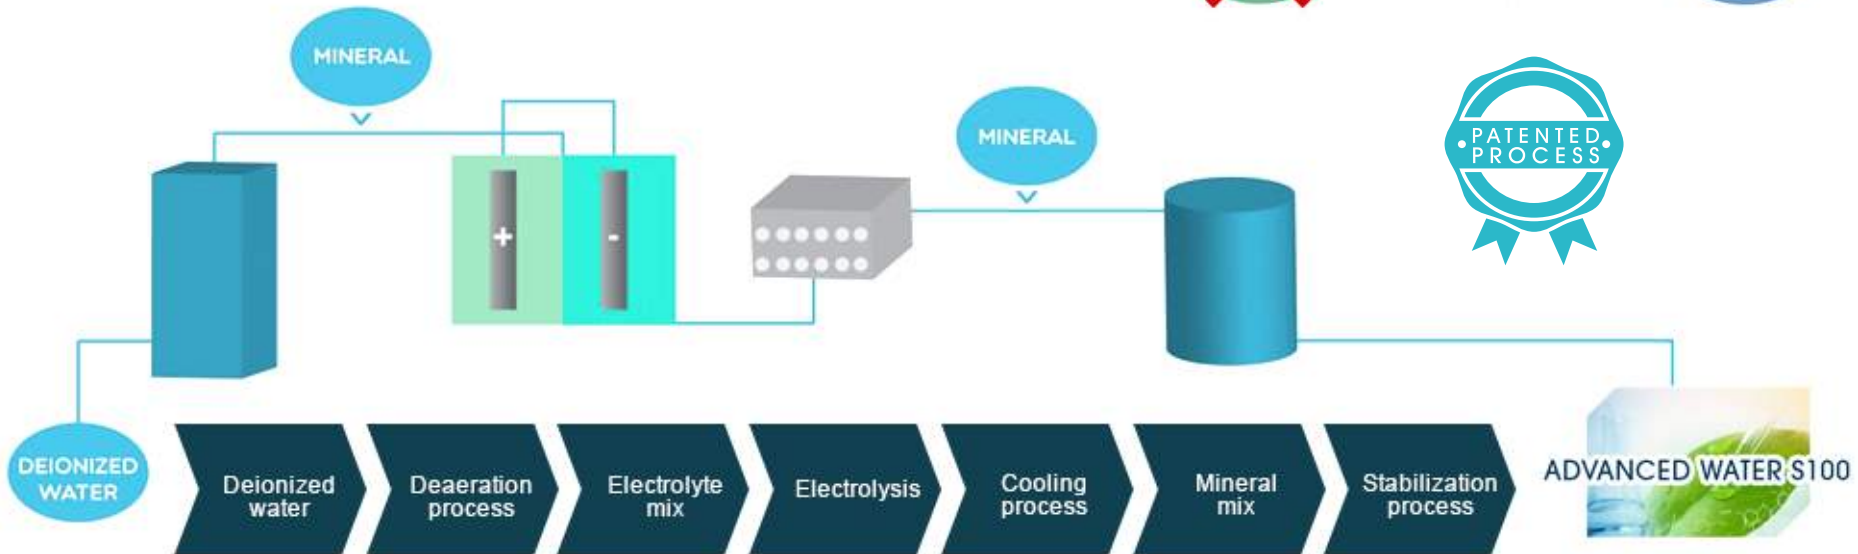 MINERAL
MINERAL
• PATENTED •
PROCESS
+
-
DEIONIZED
WATER
Deionized
water
Deaeration
process
Electrolyte
mix
Electrolysis
Cooling
process
Mineral
mix
Stabilization
process
ADVANCED WATER S100